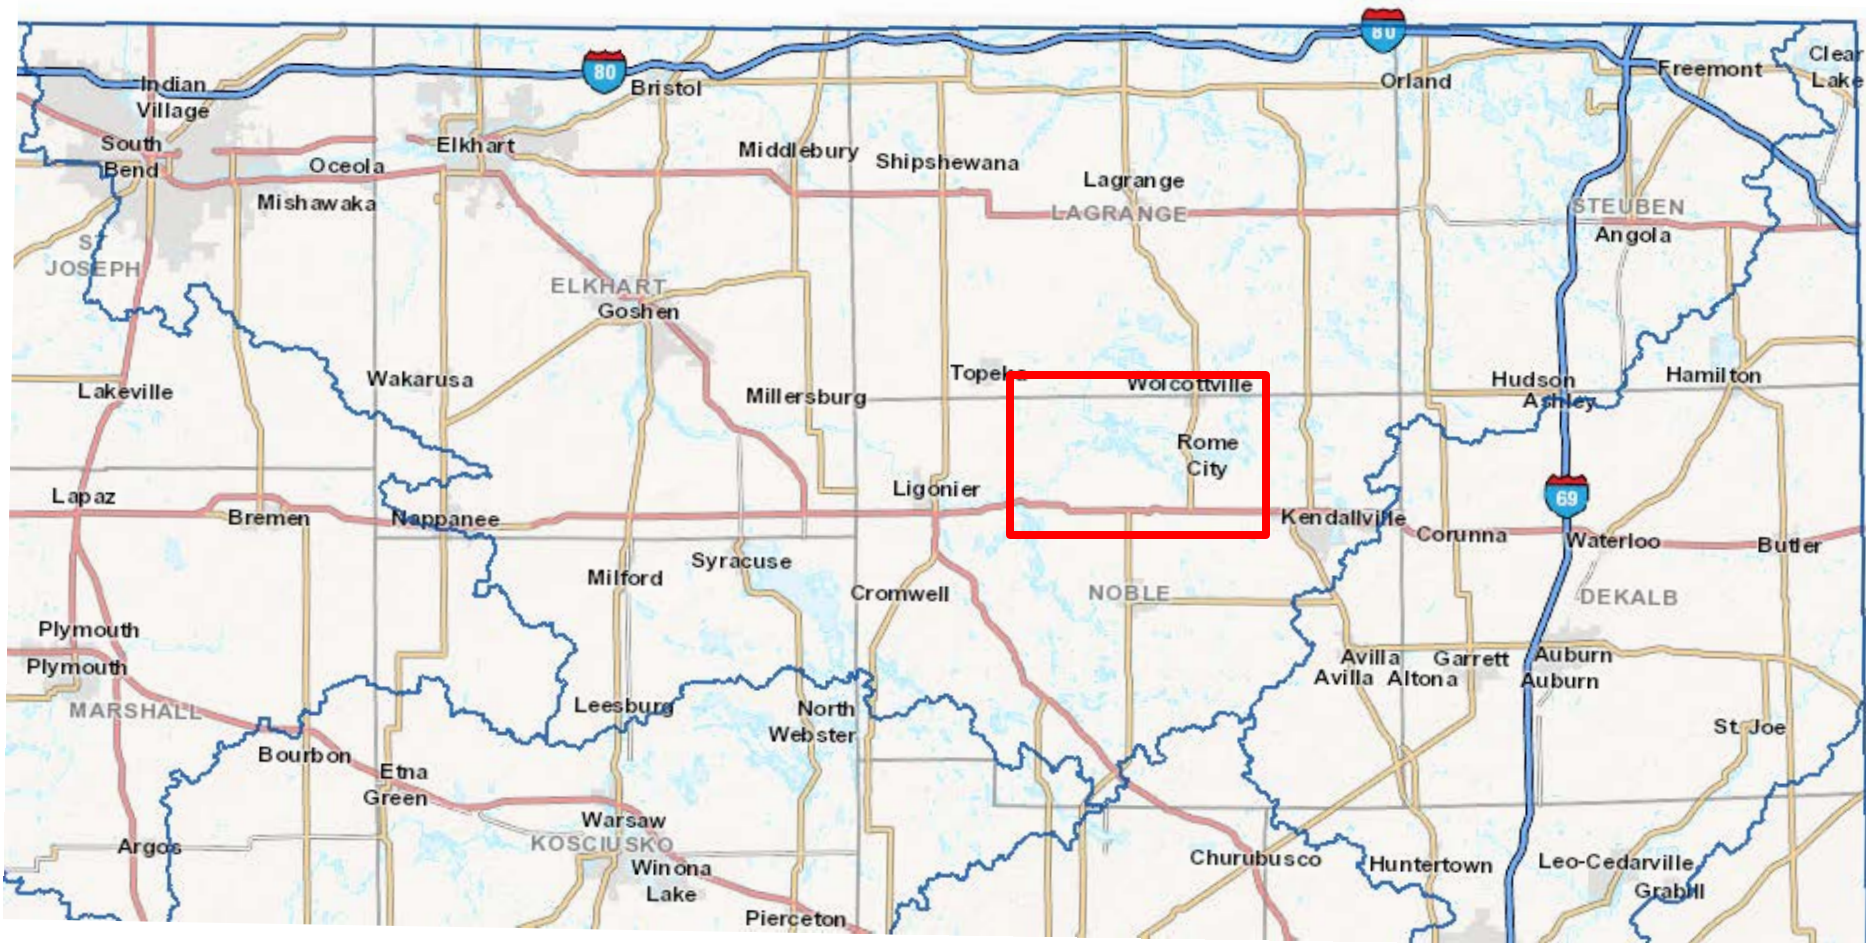 80
80
Clear
Lake
Freemont
Indian
Village
Bristol
Orland
South
Bend
Elkhart
Oceola
Middlebury
Shipshewana
Mishawaka
Lagrange
LAGRANGE
STEUBEN
Angola
ST
JOSEPH
ELKHART
Goshen
Lakeville
Wakarusa
Millersburg
Topeka
Wolcottville
Hudson
Ashley
Hamilton
Rome
City
Lapaz
Bremen
Nappanee
Ligonier
Kendallville
69
Corunna
Waterloo
Butler
Syracuse
Milford
Cromwell
NOBLE
DEKALB
Plymouth
Plymouth
Avilla
Garrett
Auburn
Avilla
Altona
Auburn
MARSHALL
Leesburg
North
Webster
St. Joe
Bourbon
Etna
Green
Warsaw
KOSCIUSKO
Argos
Winona
Lake
Churubusco
Huntertown
Leo-Cedarville
Grabill
Pierceton